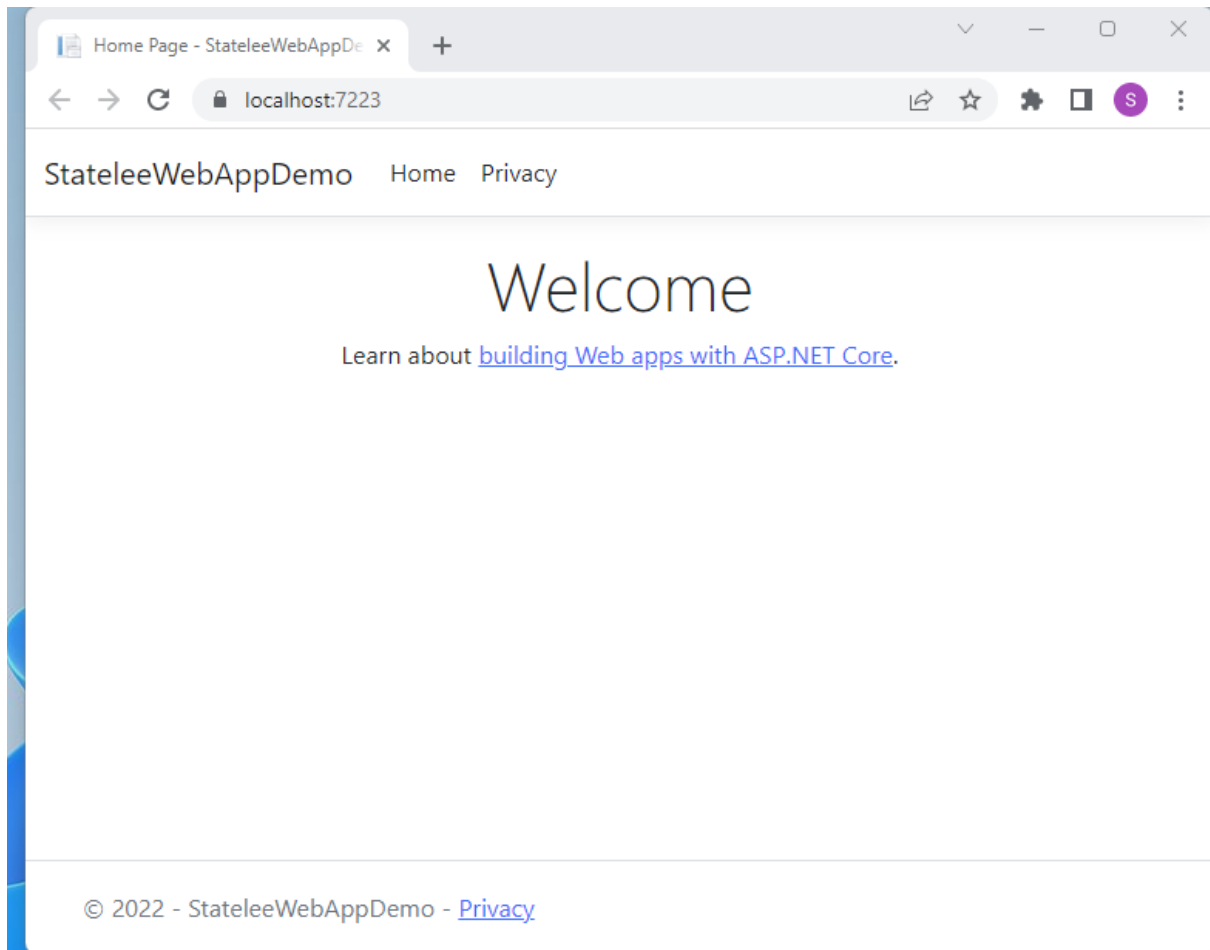 Home Page - StateleeWebAppDe
localhost:7223
S
StateleeWebAppDemo Home Privacy
Welcome
Learn about building Web apps with ASP.NET Core.
© 2022 - StateleeWebAppDemo - Privacy